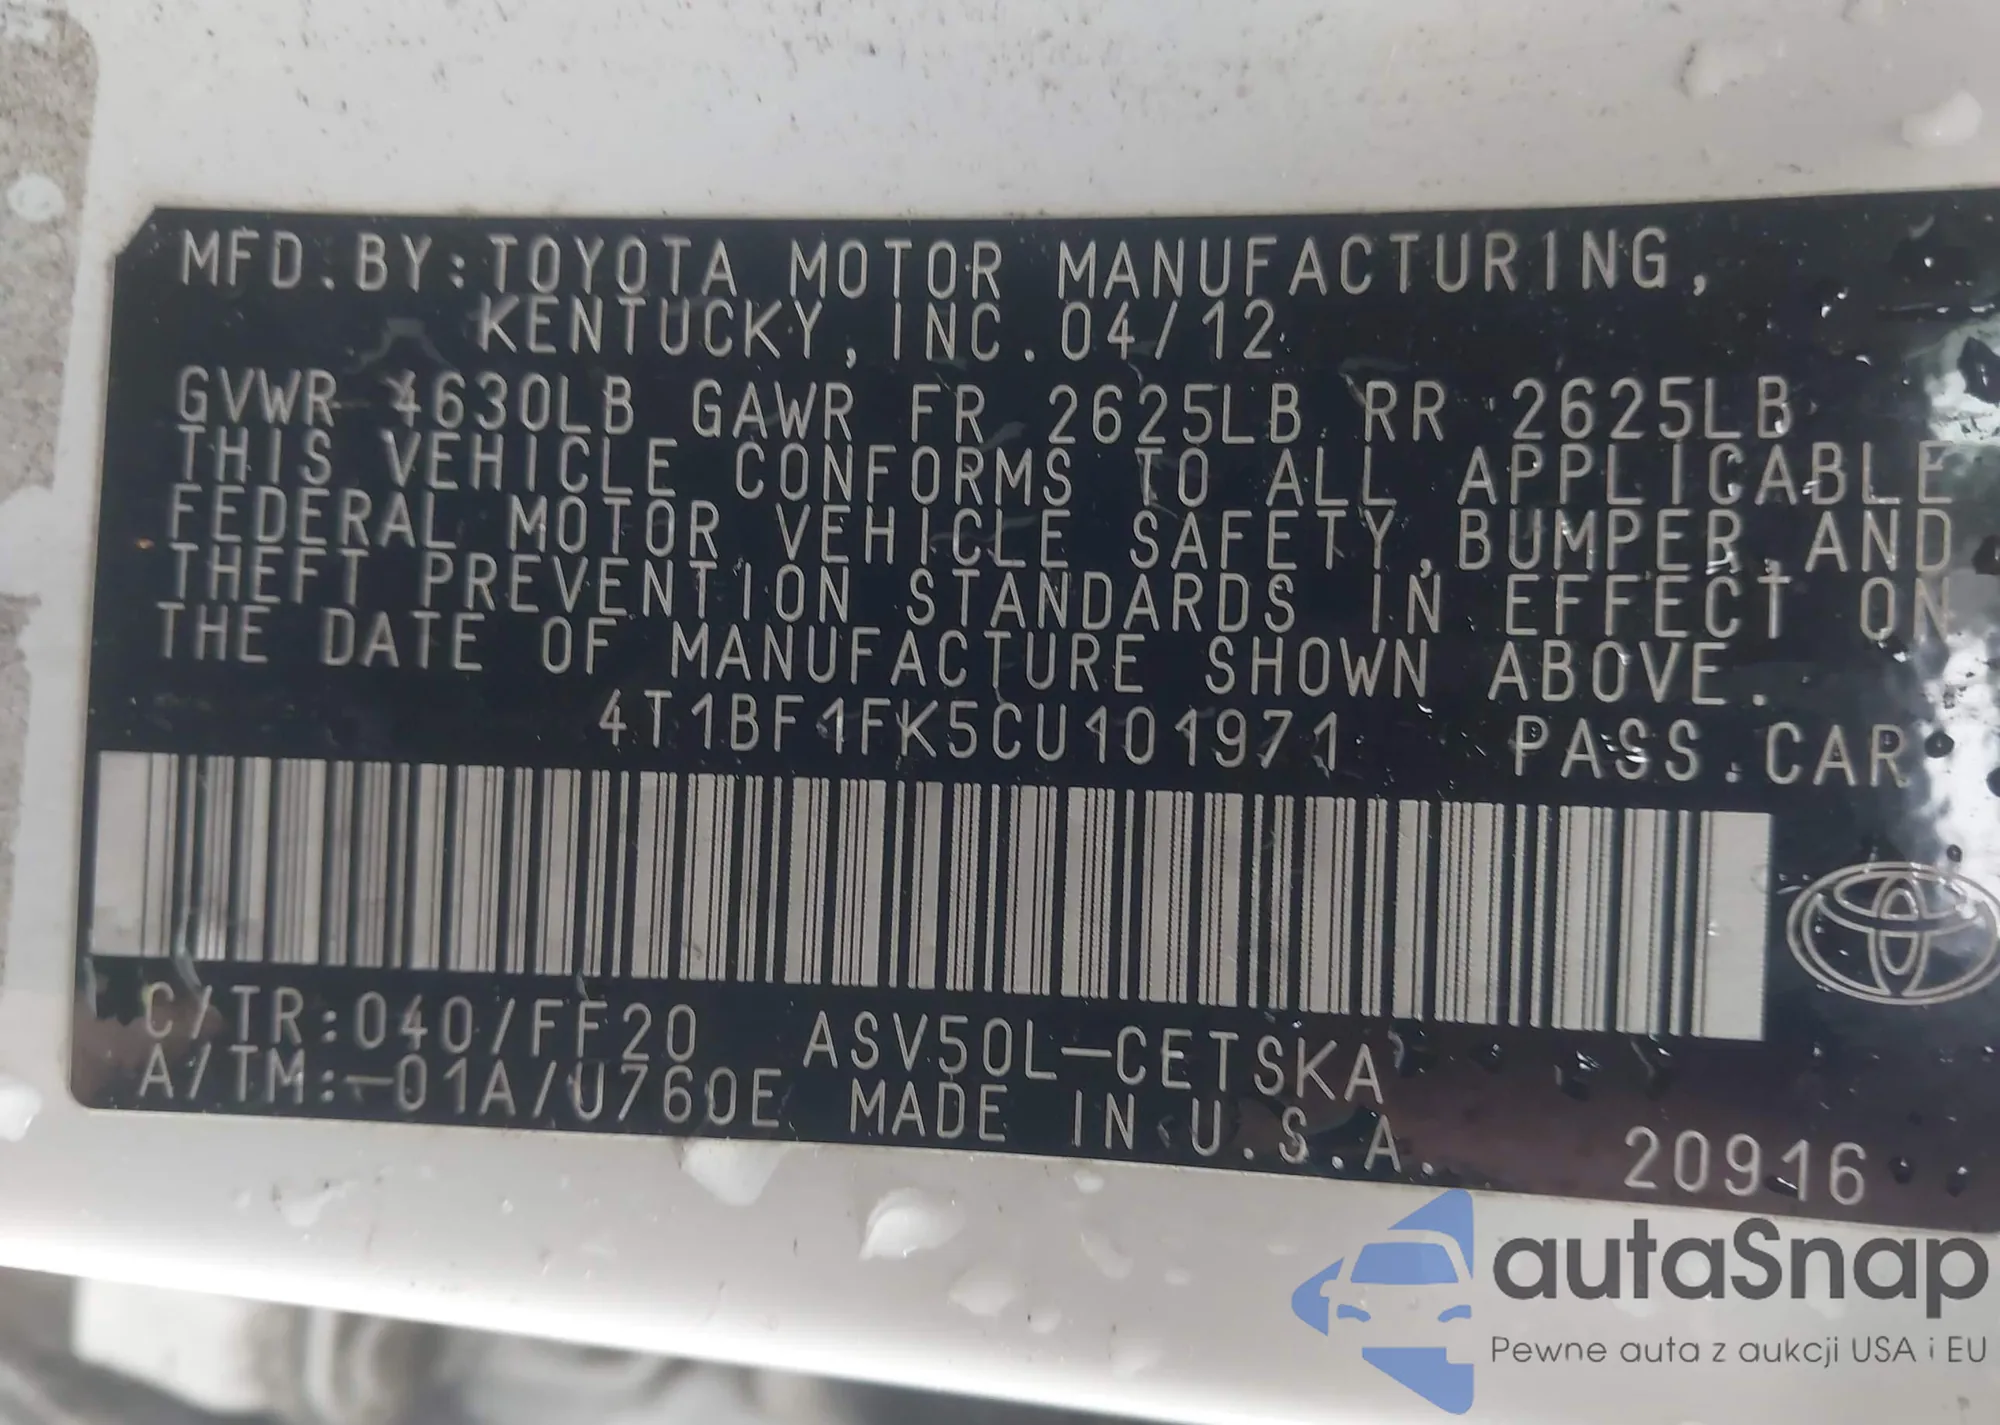 MFD.BY:TOYOTA MOTOR MANUFACTURING,
KENTUCKY, INC. 04/12
GVWR 4630LB GAWR FR 2625LB RR 2625LB
THIS VEHICLE CONFORMS TO ALL APPLICABLE
FEDERAL MOTOR VEHICLE SAFETY, BUMPER, AND
THEFT PREVENTION STANDARDS IN EFFECT ON
THE DATE OF MANUFACTURE SHOWN ABOVE.
4T1BF1FK5CU101971 PASS.CAR
C/TR:040/FF20 ASV50L-CETSKA
A/TM:-01A/U760E MADE IN U.S.A.
20916
autaSnap
Pewne auta z aukcji USA i EU